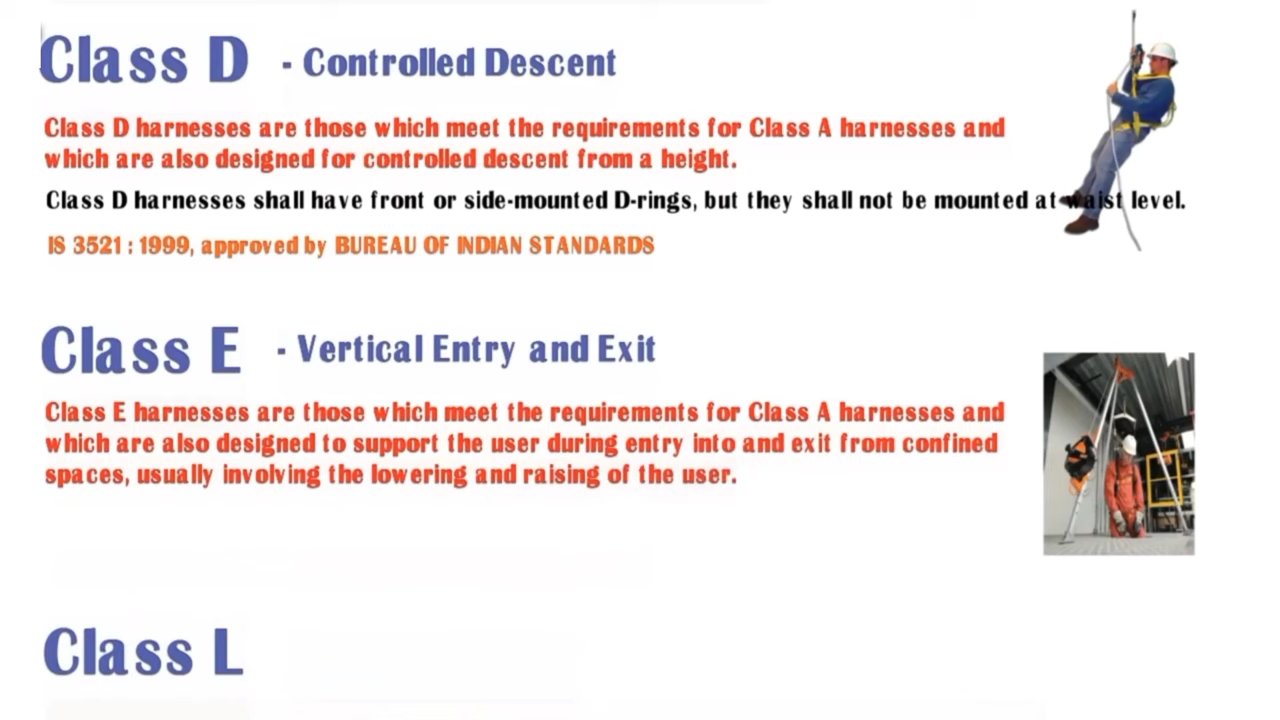 Class D - Controlled Descent
Class D harnesses are those which meet the requirements for Class A harnesses and
which are also designed for controlled descent from a height.
Class D harnesses shall have front or side-mounted D-rings, but they shall not be mounted at waist level.
IS 3521 : 1999, approved by BUREAU OF INDIAN STANDARDS
Class E - Vertical Entry and Exit
Class E harnesses are those which meet the requirements for Class A harnesses and
which are also designed to support the user during entry into and exit from confined
spaces, usually involving the lowering and raising of the user.
Class L